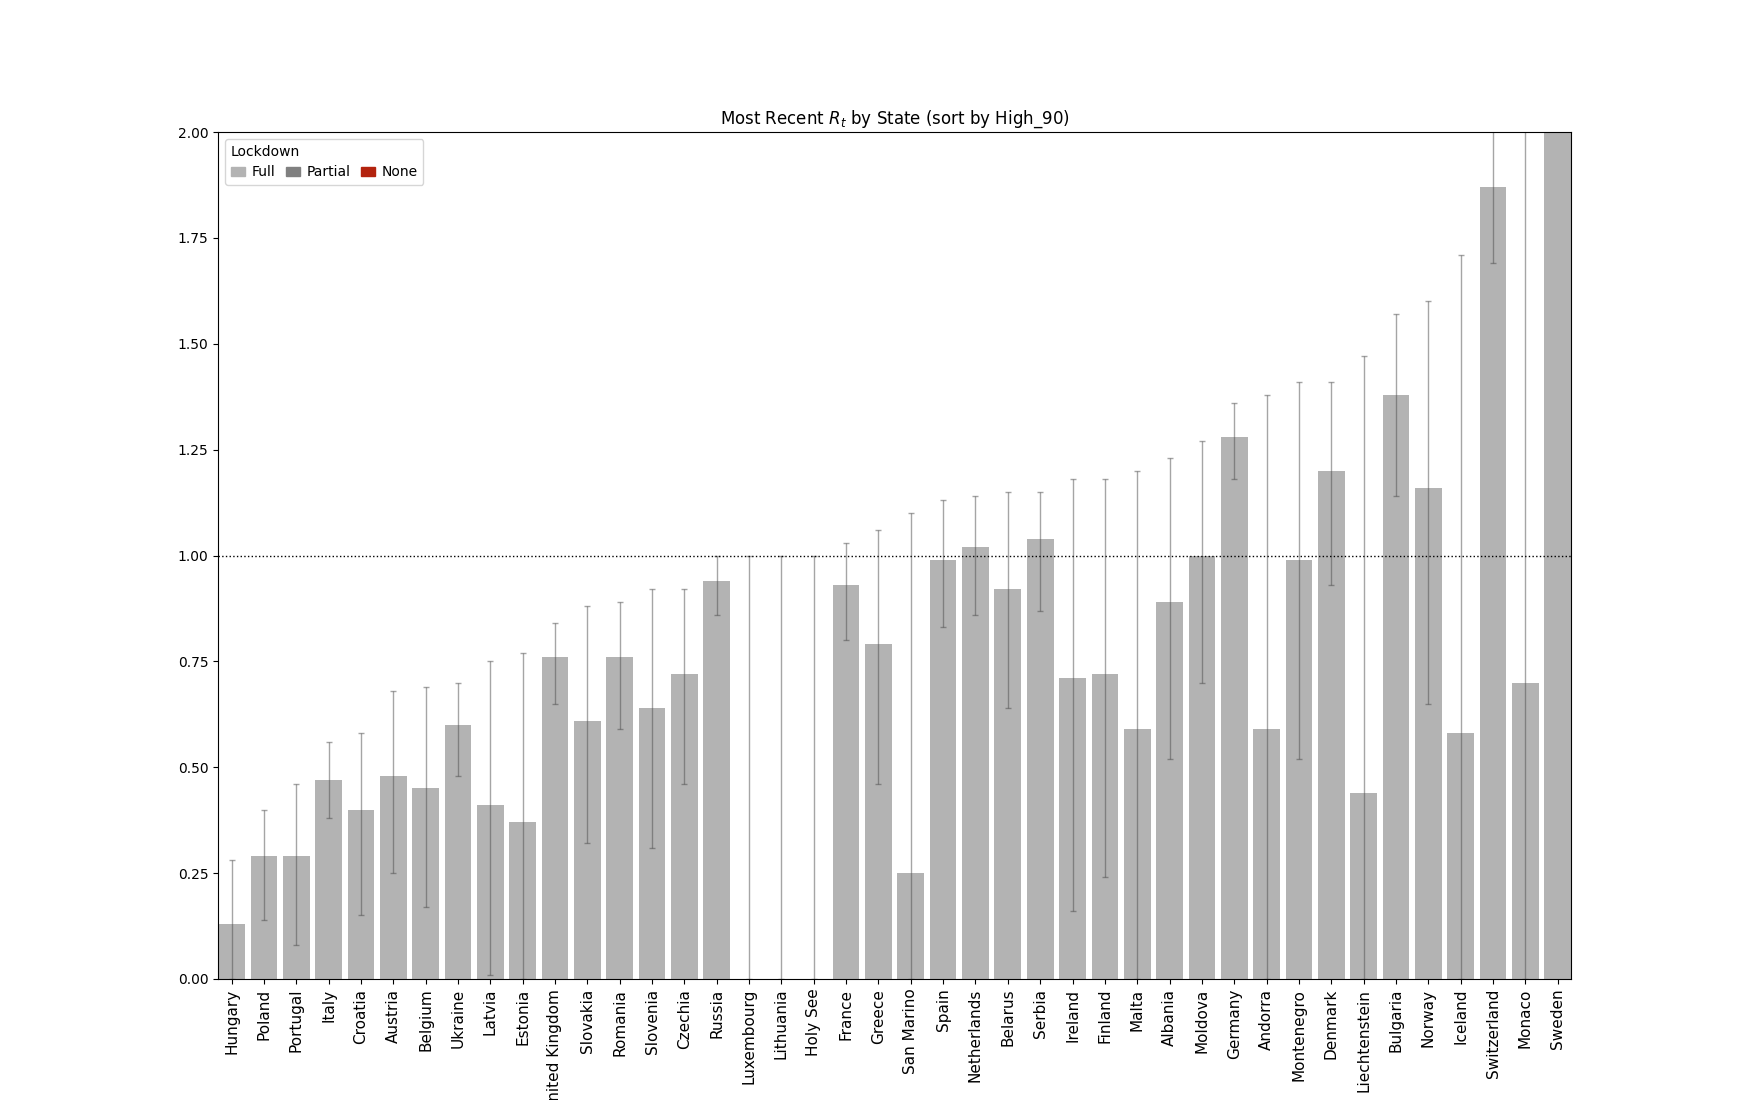 Most Recent R_t by State (sort by High_90)
Lockdown
Full Partial None
2.00
1.75
1.50
1.25
1.00
0.75
0.50
0.25
0.00
Hungary
Poland
Portugal
Italy
Croatia
Austria
Belgium
Ukraine
Latvia
Estonia
nited Kingdom
Slovakia
Romania
Slovenia
Czechia
Russia
Luxembourg
Lithuania
Holy See
France
Greece
San Marino
Spain
Netherlands
Belarus
Serbia
Ireland
Finland
Malta
Albania
Moldova
Germany
Andorra
Montenegro
Denmark
Liechtenstein
Bulgaria
Norway
Iceland
Switzerland
Monaco
Sweden